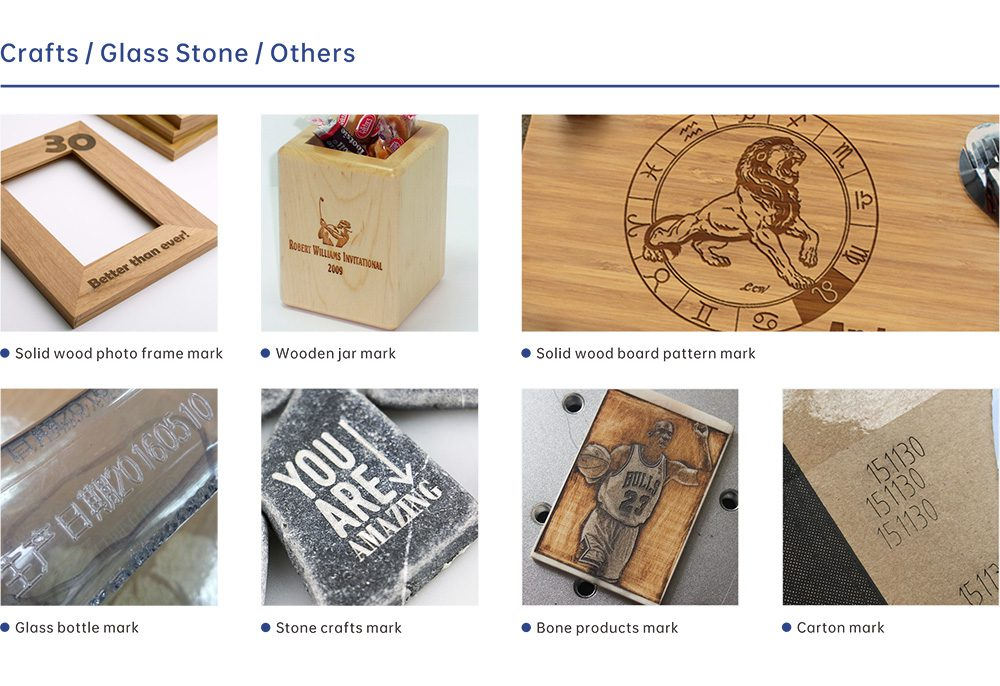 Crafts / Glass Stone / Others
30
Better than ever!
ROBERT WILLIAMS INVITATIONAL
2009
Lew
Solid wood photo frame mark
Wooden jar mark
Solid wood board pattern mark
产日期20160510
YOU
ARE
AMAZING
BULLS
23
151130
151130
151130
Glass bottle mark
Stone crafts mark
Bone products mark
Carton mark